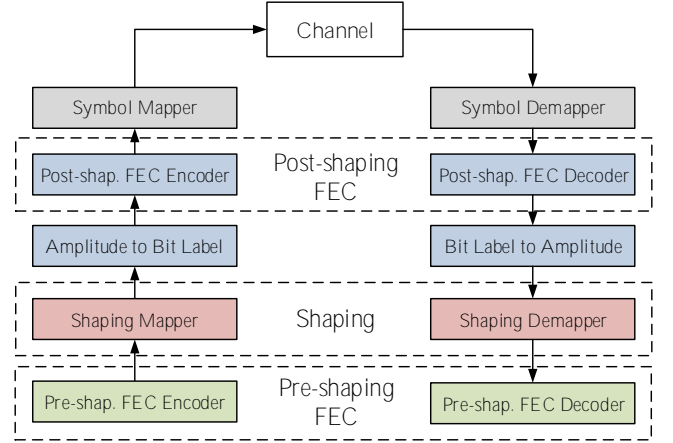 Channel
Symbol Mapper
Symbol Demapper
Post-shap. FEC Encoder
Post-shaping
FEC
Post-shap. FEC Decoder
Amplitude to Bit Label
Bit Label to Amplitude
Shaping Mapper
Shaping
Shaping Demapper
Pre-shap. FEC Encoder
Pre-shaping
FEC
Pre-shap. FEC Decoder